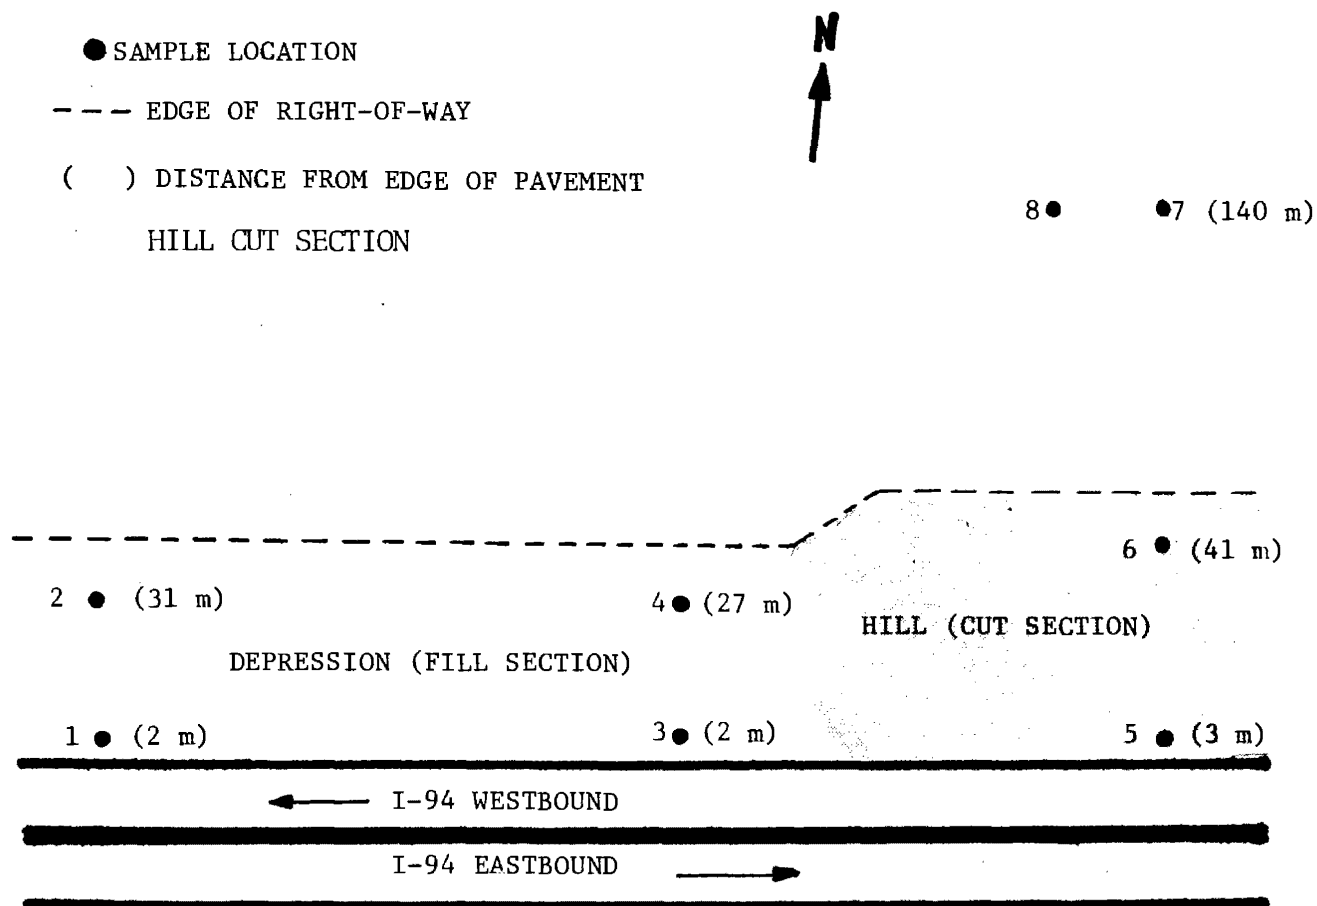 ● SAMPLE LOCATION
--- EDGE OF RIGHT-OF-WAY
( ) DISTANCE FROM EDGE OF PAVEMENT
HILL CUT SECTION
N
8 7 (140 m)
6 (41 m)
2 (31 m)
4 (27 m)
HILL (CUT SECTION)
DEPRESSION (FILL SECTION)
1 (2 m)
3 (2 m)
5 (3 m)
I-94 WESTBOUND
I-94 EASTBOUND